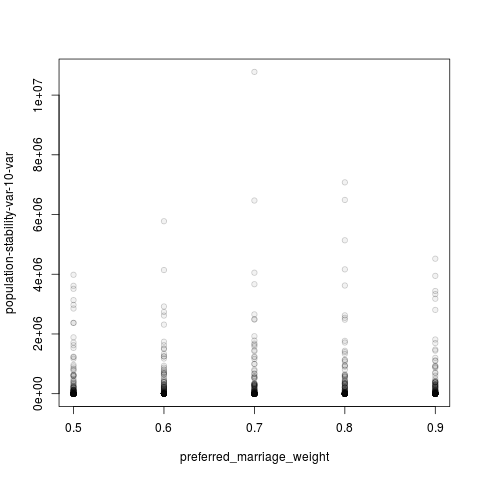 population-stability-var-10-var
1e+07
8e+06
6e+06
4e+06
2e+06
0e+00
0.5 0.6 0.7 0.8 0.9
preferred_marriage_weight